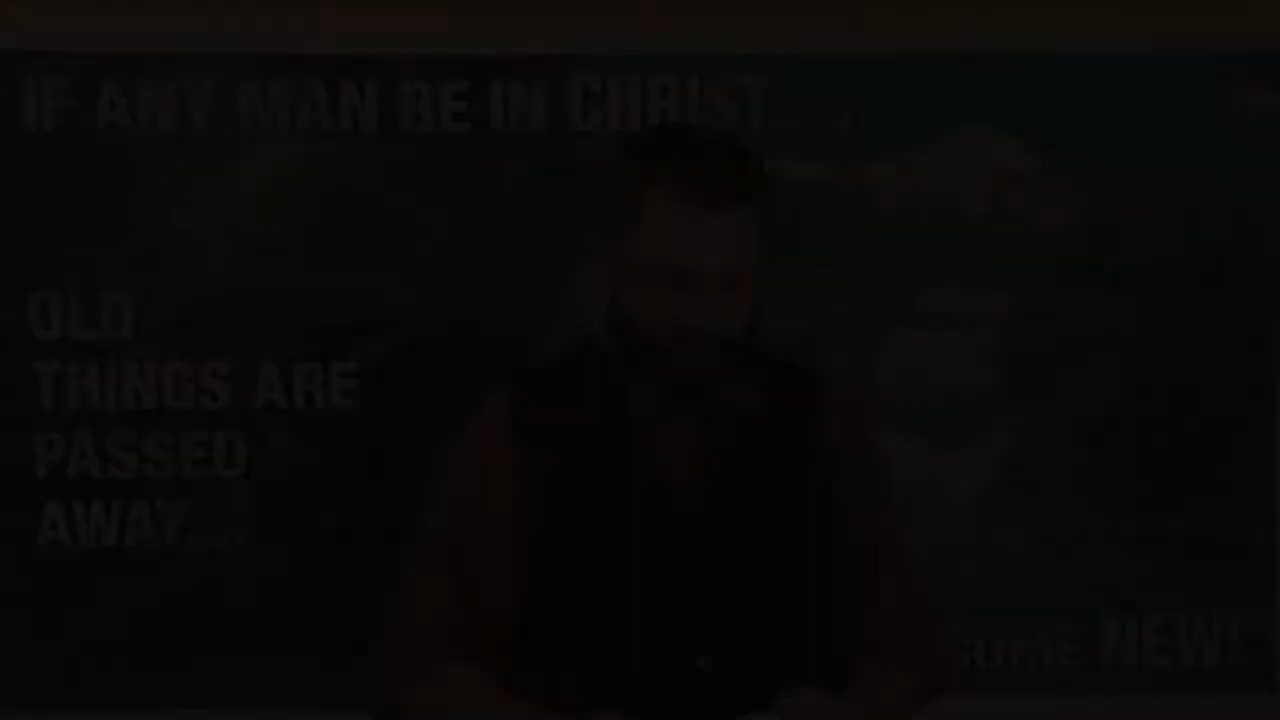 IF ANY MAN BE IN CHRIST.....
OLD
THINGS ARE
PASSED
AWAY.....
NEW!